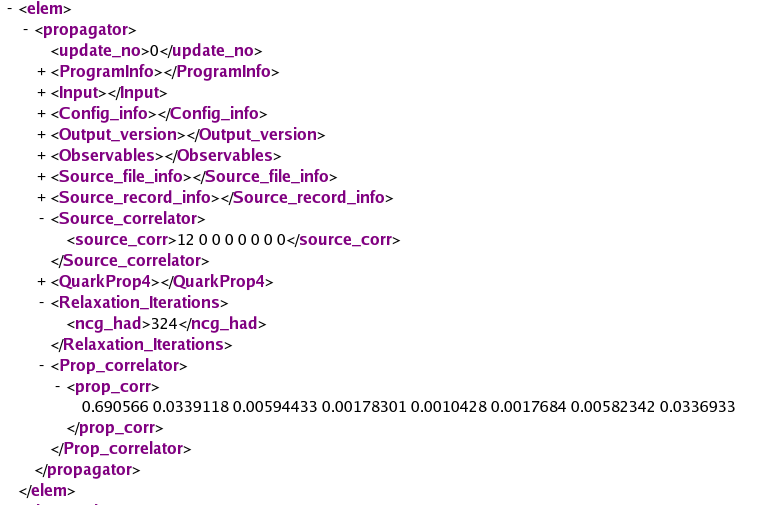 - <elem>
- <propagator>
<update_no>0</update_no>
+ <ProgramInfo></ProgramInfo>
+ <Input></Input>
+ <Config_info></Config_info>
+ <Output_version></Output_version>
+ <Observables></Observables>
+ <Source_file_info></Source_file_info>
+ <Source_record_info></Source_record_info>
- <Source_correlator>
<source_corr>12 0 0 0 0 0 0 0</source_corr>
</Source_correlator>
+ <QuarkProp4></QuarkProp4>
- <Relaxation_Iterations>
<ncg_had>324</ncg_had>
</Relaxation_Iterations>
- <Prop_correlator>
- <prop_corr>
0.690566 0.0339118 0.00594433 0.00178301 0.0010428 0.0017684 0.00582342 0.0336933
</prop_corr>
</Prop_correlator>
</propagator>
</elem>